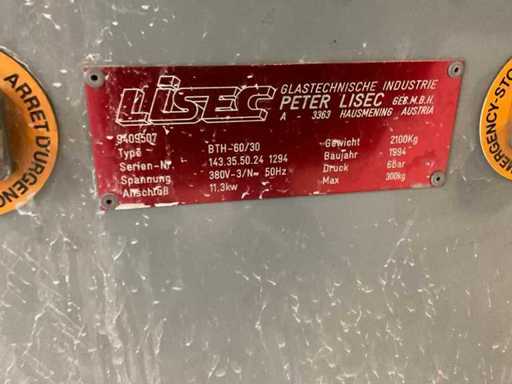 LISEC
GLASTECHNISCHE INDUSTRIE
PETER LISEC GES.M.B.H.
A 3363 HAUSMENING AUSTRIA
9409507
Type BTH-60/30 Gewicht 2100Kg
Serien-Nr. 143.35.50.24 1294 Baujahr 1994
Spannung 380V-3/N~ 50Hz Druck 6Bar
Anschluß 11.3kw Max 300kg
ARRET D'URGENC
EMERGENCY-STO